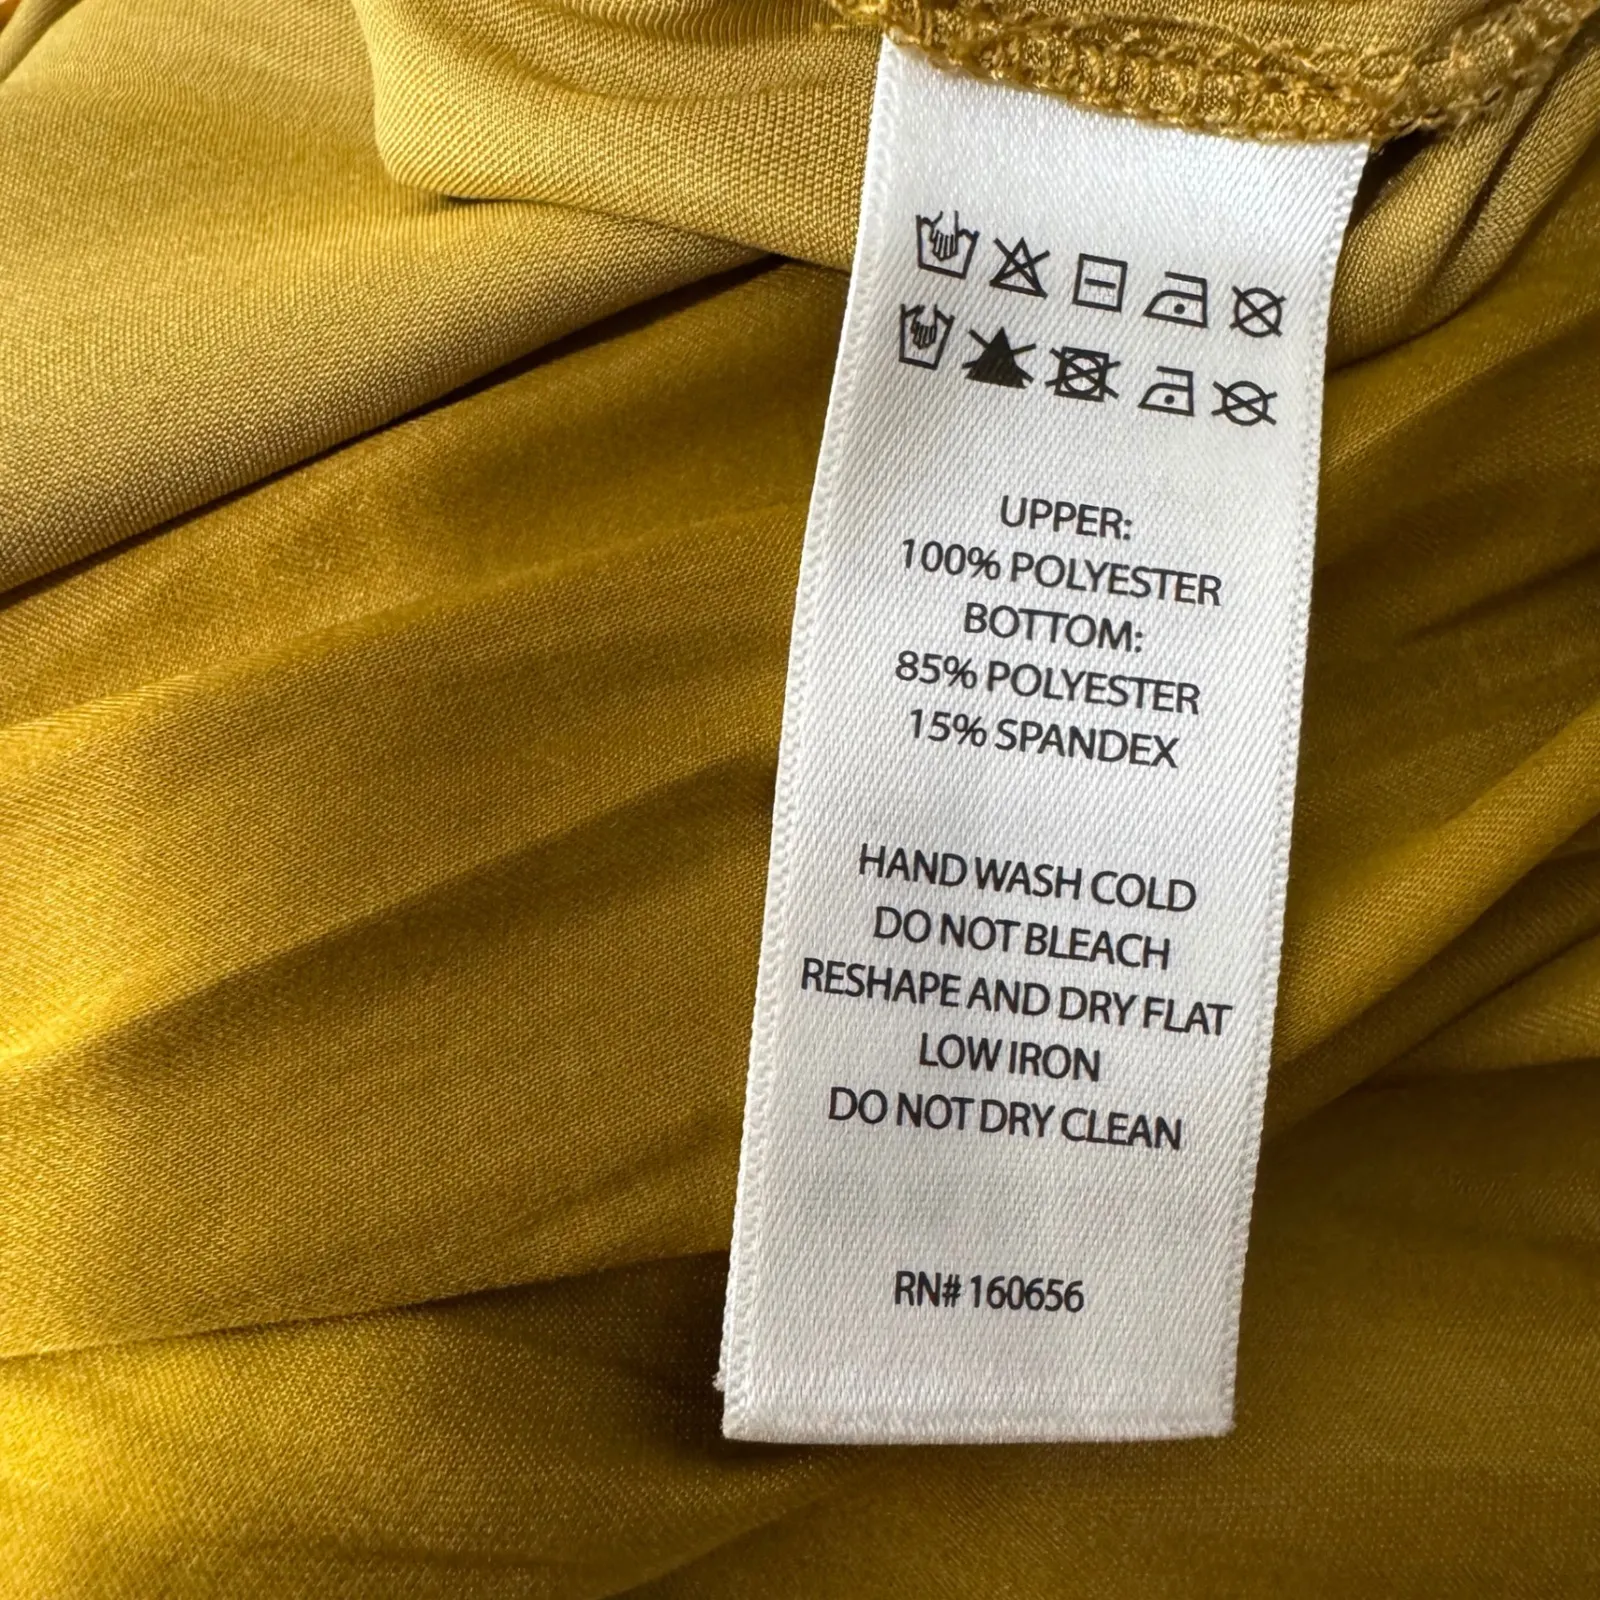 UPPER:
100% POLYESTER
BOTTOM:
85% POLYESTER
15% SPANDEX
HAND WASH COLD
DO NOT BLEACH
RESHAPE AND DRY FLAT
LOW IRON
DO NOT DRY CLEAN
RN# 160656